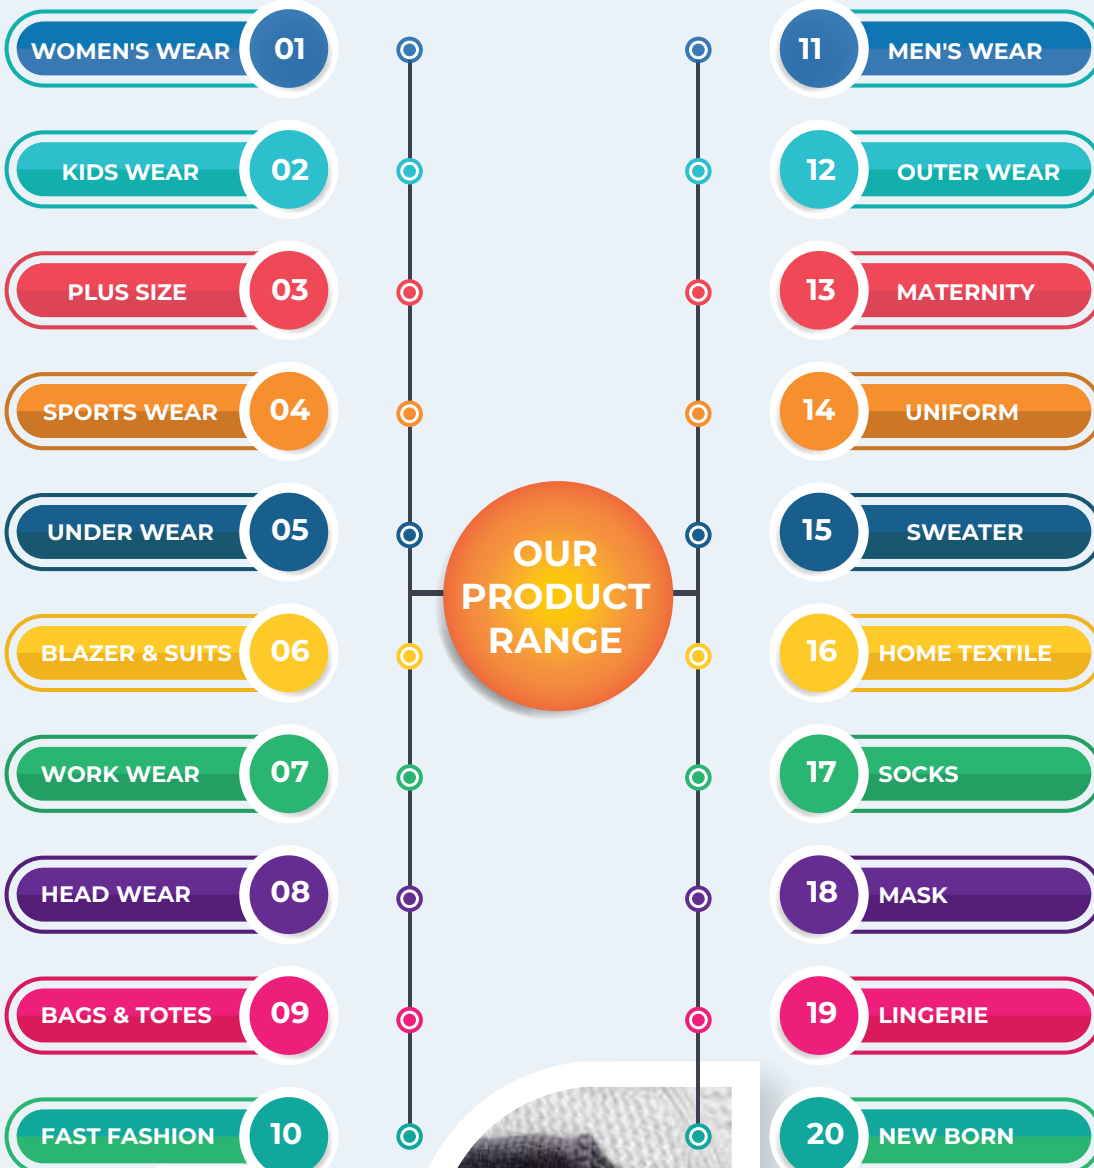 WOMEN'S WEAR 01
KIDS WEAR 02
PLUS SIZE 03
SPORTS WEAR 04
UNDER WEAR 05
BLAZER & SUITS 06
WORK WEAR 07
HEAD WEAR 08
BAGS & TOTES 09
FAST FASHION 10
OUR
PRODUCT
RANGE
11 MEN'S WEAR
12 OUTER WEAR
13 MATERNITY
14 UNIFORM
15 SWEATER
16 HOME TEXTILE
17 SOCKS
18 MASK
19 LINGERIE
20 NEW BORN